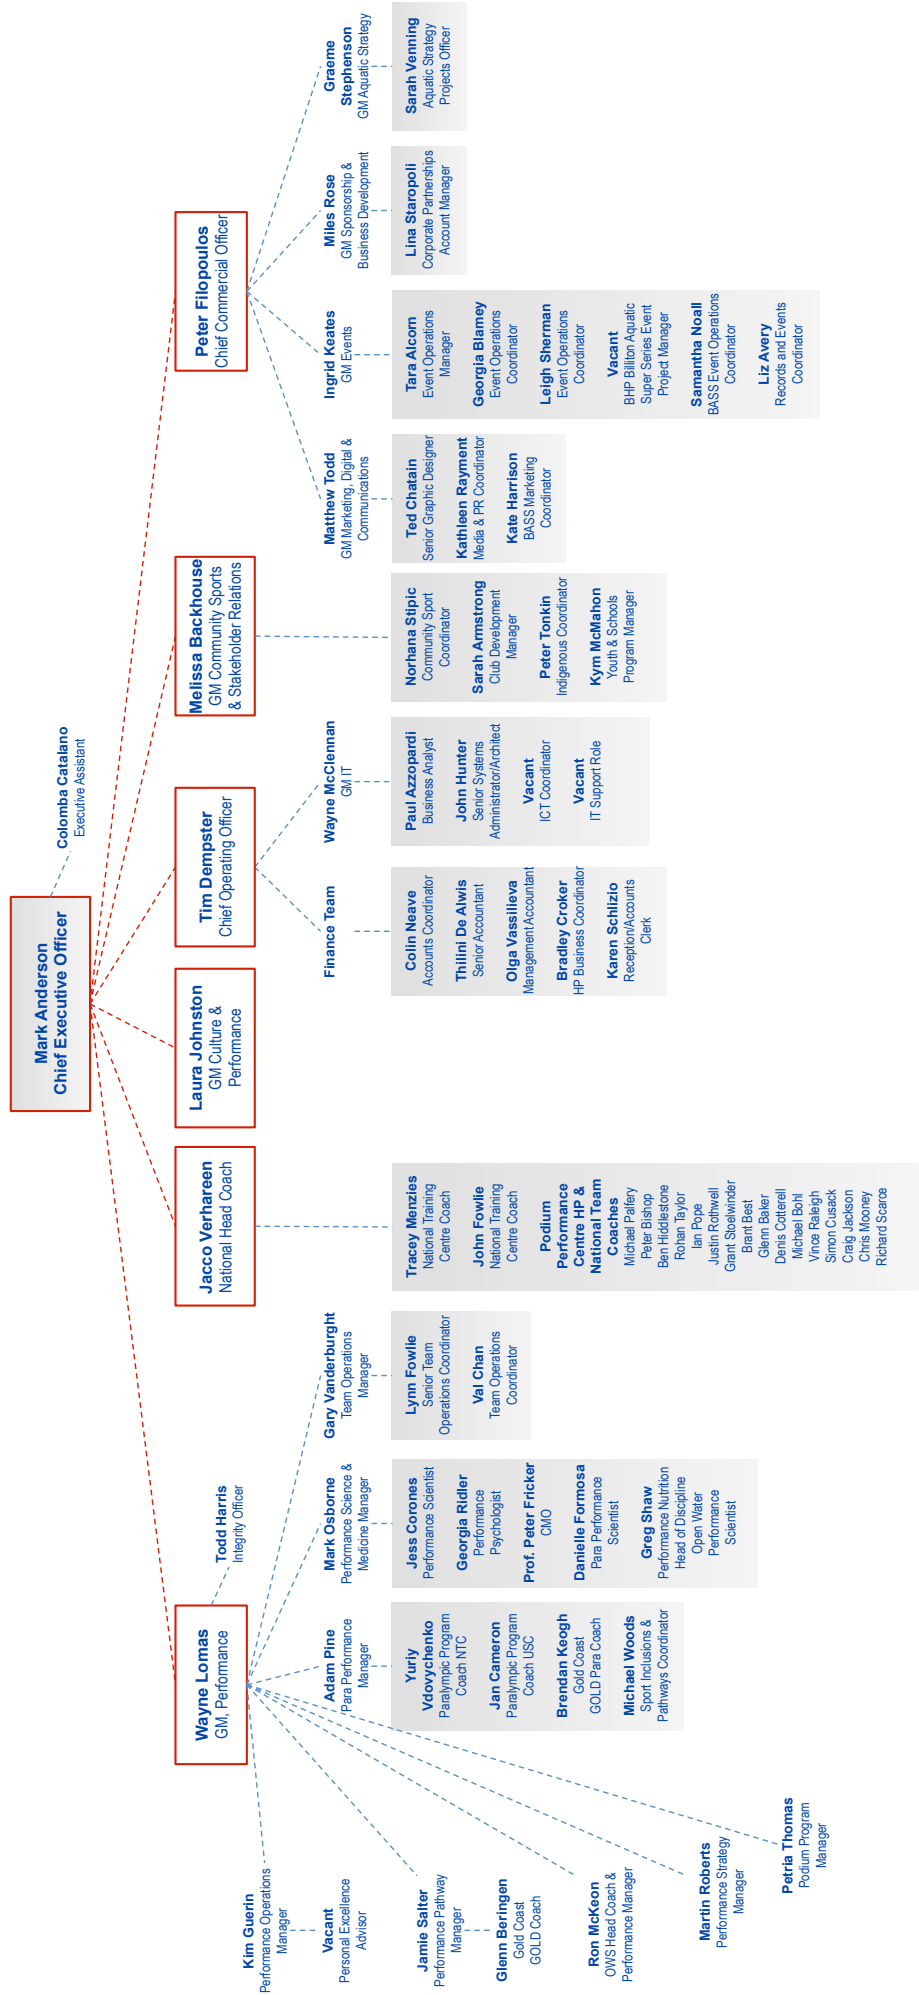 Mark Anderson
Chief Executive Officer
Colomba Catalano
Executive Assistant
Wayne Lomas
GM, Performance
Todd Harris
Integrity Officer
Jacco Verhareen
National Head Coach
Laura Johnston
GM Culture &
Performance
Tim Dempster
Chief Operating Officer
Melissa Backhouse
GM Community Sports
& Stakeholder Relations
Peter Filopoulos
Chief Commercial Officer
Kim Guerin
Performance Operations
Manager
Vacant
Personal Excellence
Advisor
Jamie Salter
Performance Pathway
Manager
Glenn Beringen
Gold Coast
GOLD Coach
Ron McKeon
OWS Head Coach &
Performance Manager
Martin Roberts
Performance Strategy
Manager
Petria Thomas
Podium Program
Manager
Adam Pine
Para Performance
Manager
Yuriy
Vdovychenko
Paralympic Program
Coach NTC
Jan Cameron
Paralympic Program
Coach USC
Brendan Keogh
Gold Coast
GOLD Para Coach
Michael Woods
Sport Inclusions &
Pathways Coordinator
Mark Osborne
Performance Science &
Medicine Manager
Jess Corones
Performance Scientist
Georgia Ridler
Performance
Psychologist
Prof. Peter Fricker
CMO
Danielle Formosa
Para Performance
Scientist
Greg Shaw
Performance Nutrition
Head of Discipline
Open Water
Performance
Scientist
Gary Vanderburght
Team Operations
Manager
Lynn Fowlie
Senior Team
Operations Coordinator
Val Chan
Team Operations
Coordinator
Tracey Menzies
National Training
Centre Coach
John Fowlie
National Training
Centre Coach
Podium
Performance
Centre HP &
National Team
Coaches
Michael Palfery
Peter Bishop
Ben Hiddlestone
Rohan Taylor
Ian Pope
Justin Rothwell
Grant Stoelwinder
Brant Best
Glenn Baker
Denis Cotterell
Michael Bohl
Vince Raleigh
Simon Cusack
Craig Jackson
Chris Mooney
Richard Scarce
Finance Team
Colin Neave
Accounts Coordinator
Thilini De Alwis
Senior Accountant
Olga Vassilieva
Management Accountant
Bradley Croker
HP Business Coordinator
Karen Schlizio
Reception/Accounts
Clerk
Wayne McClennan
GM IT
Paul Azzopardi
Business Analyst
John Hunter
Senior Systems
Administrator/Architect
Vacant
ICT Coordinator
Vacant
IT Support Role
Norhana Stipic
Community Sport
Coordinator
Sarah Armstrong
Club Development
Manager
Peter Tonkin
Indigenous Coordinator
Kym McMahon
Youth & Schools
Program Manager
Matthew Todd
GM Marketing, Digital &
Communications
Ted Chatain
Senior Graphic Designer
Kathleen Rayment
Media & PR Coordinator
Kate Harrison
BASS Marketing
Coordinator
Ingrid Keates
GM Events
Tara Alcorn
Event Operations
Manager
Georgia Blamey
Event Operations
Coordinator
Leigh Sherman
Event Operations
Coordinator
Vacant
BHP Billiton Aquatic
Super Series Event
Project Manager
Samantha Noall
BASS Event Operations
Coordinator
Liz Avery
Records and Events
Coordinator
Miles Rose
GM Sponsorship &
Business Development
Lina Staropoli
Corporate Partnerships
Account Manager
Graeme
Stephenson
GM Aquatic Strategy
Sarah Venning
Aquatic Strategy
Projects Officer